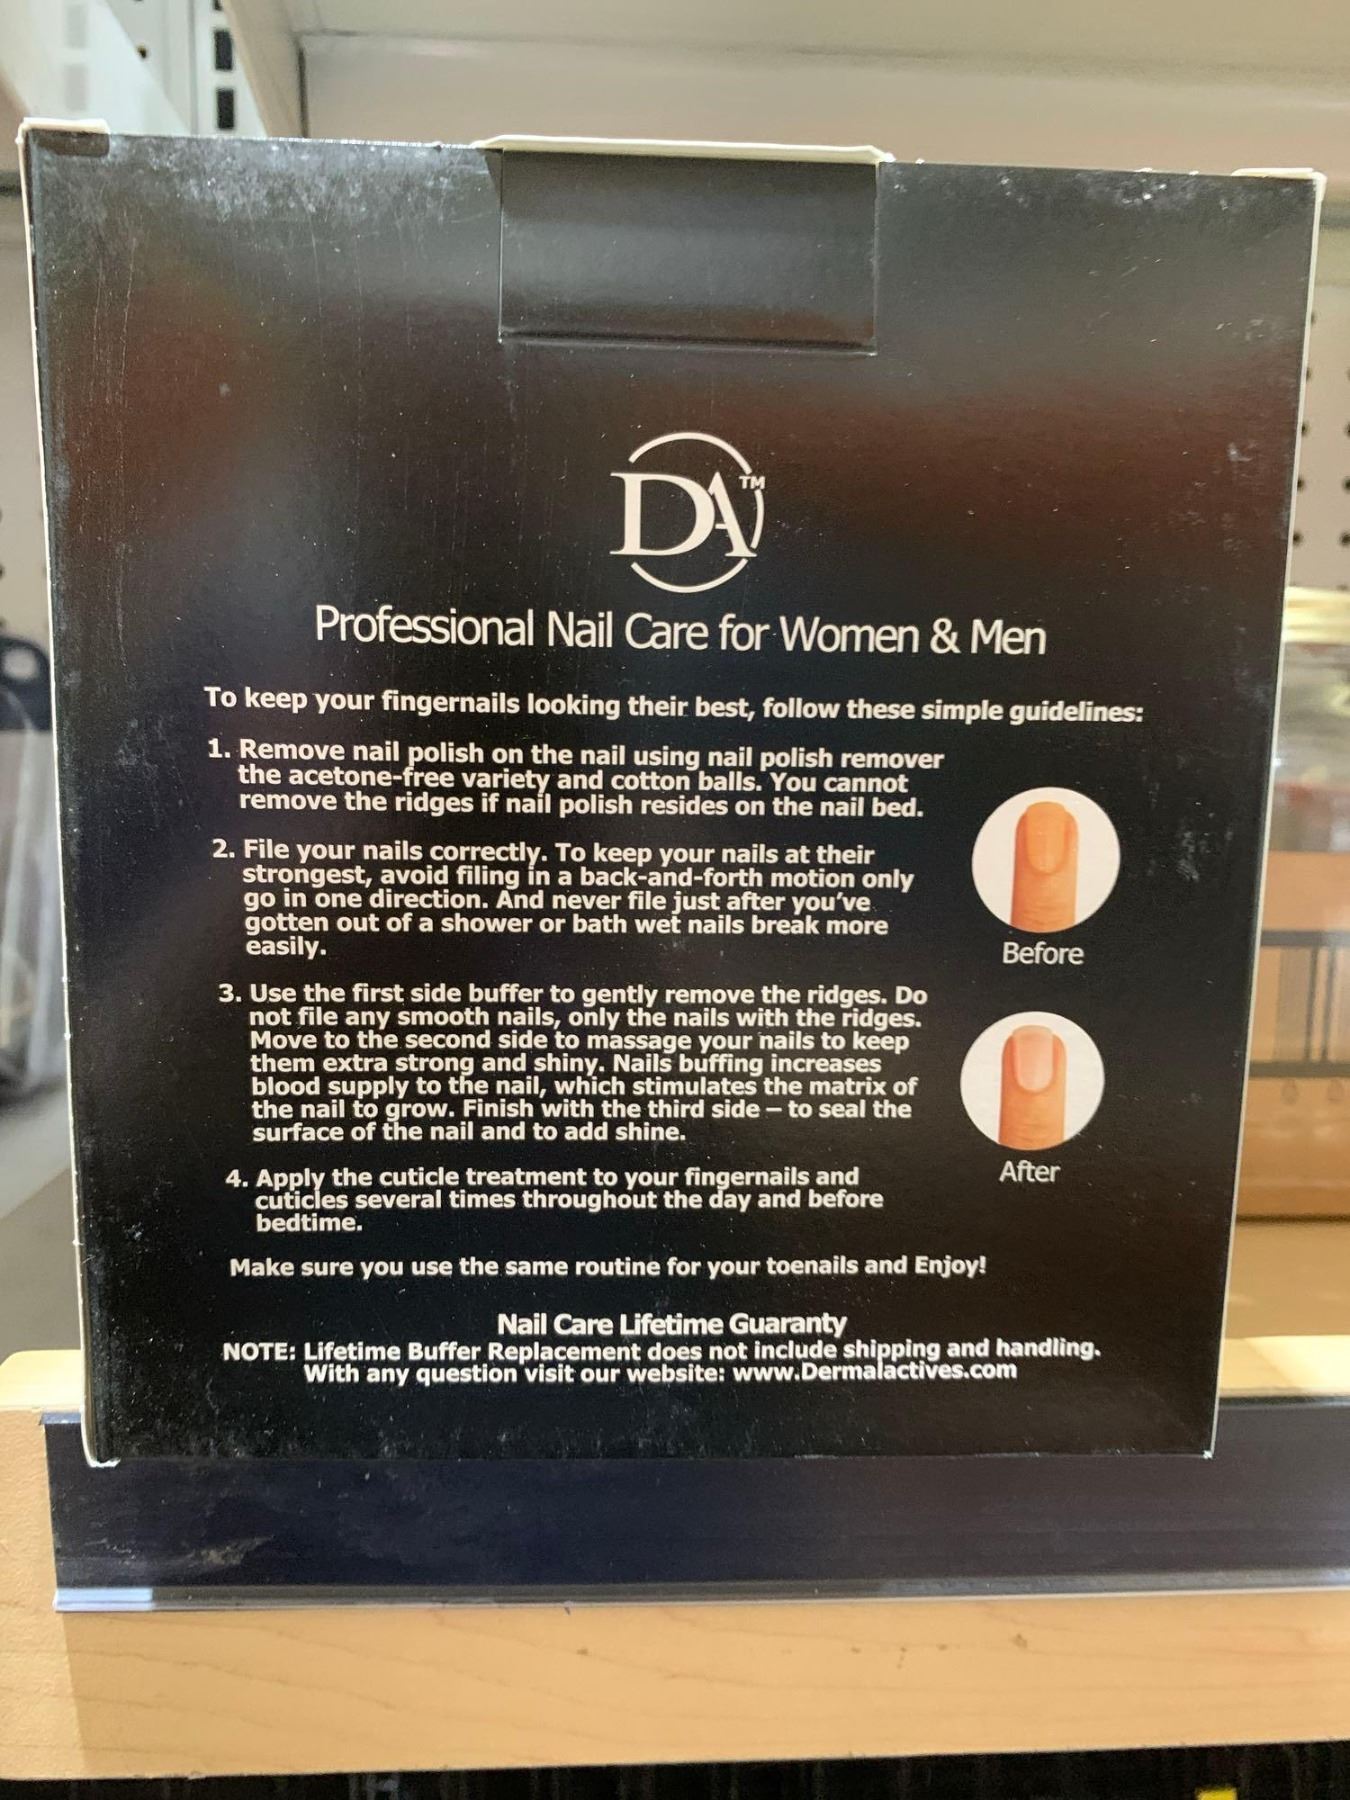 DA™
Professional Nail Care for Women & Men
To keep your fingernails looking their best, follow these simple guidelines:
1. Remove nail polish on the nail using nail polish remover
the acetone-free variety and cotton balls. You cannot
remove the ridges if nail polish resides on the nail bed.
2. File your nails correctly. To keep your nails at their
strongest, avoid filing in a back-and-forth motion only
go in one direction. And never file just after you've
gotten out of a shower or bath wet nails break more
easily.
Before
3. Use the first side buffer to gently remove the ridges. Do
not file any smooth nails, only the nails with the ridges.
Move to the second side to massage your nails to keep
them extra strong and shiny. Nails buffing increases
blood supply to the nail, which stimulates the matrix of
the nail to grow. Finish with the third side – to seal the
surface of the nail and to add shine.
After
4. Apply the cuticle treatment to your fingernails and
cuticles several times throughout the day and before
bedtime.
Make sure you use the same routine for your toenails and Enjoy!
Nail Care Lifetime Guaranty
NOTE: Lifetime Buffer Replacement does not include shipping and handling.
With any question visit our website: www.Dermalactives.com